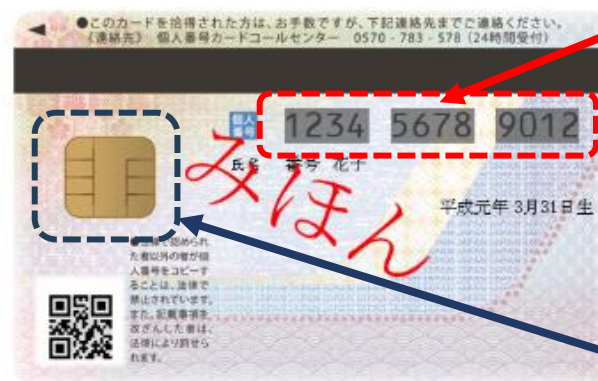 ●このカードを拾得された方は、お手数ですが、下記連絡先までご連絡ください。
《連絡先》 個人番号カードコールセンター 0570-783-578（24時間受付）
個人番号
1234 5678 9012
氏名 番号 花子
平成元年 3月31日生
みほん
●法律で認められ
た者以外の者が個
人番号をコピーす
ることは、法律で
禁止されています。
また、記載事項を
改ざんした者は、
法律により罰せら
れます。